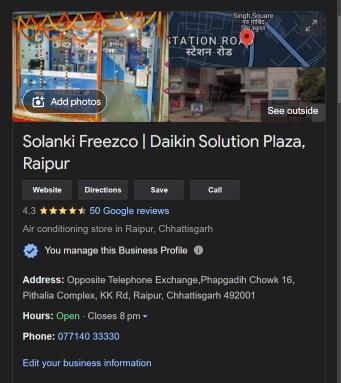 Singh Square
STATION ROAD
स्टेशन रोड
Add photos
See outside
Solanki Freezco | Daikin Solution Plaza,
Raipur
Website Directions Save Call
4.3 50 Google reviews
Air conditioning store in Raipur, Chhattisgarh
You manage this Business Profile
Address: Opposite Telephone Exchange,Phapgadih Chowk 16,
Pithalia Complex, KK Rd, Raipur, Chhattisgarh 492001
Hours: Open · Closes 8 pm
Phone: 077140 33330
Edit your business information